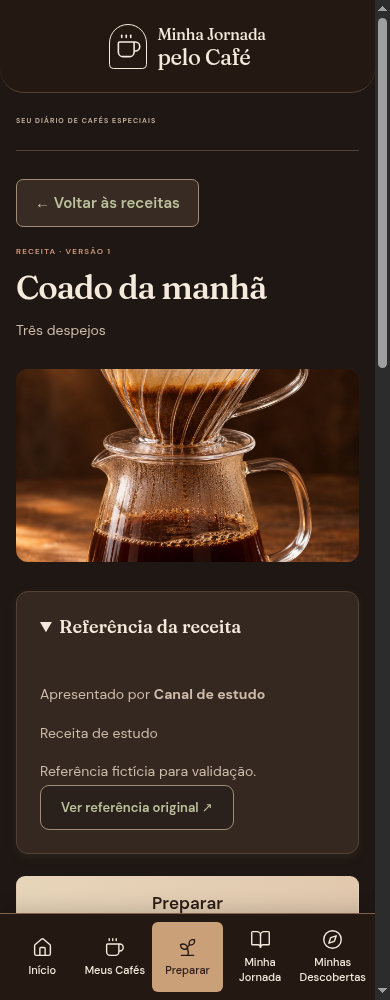 Minha Jornada
pelo Café
SEU DIÁRIO DE CAFÉS ESPECIAIS
← Voltar às receitas
RECEITA · VERSÃO 1
Coado da manhã
Três despejos
▼ Referência da receita
Apresentado por Canal de estudo
Receita de estudo
Referência fictícia para validação.
Ver referência original ↗
Preparar
Início
Meus Cafés
Preparar
Minha
Jornada
Minhas
Descobertas